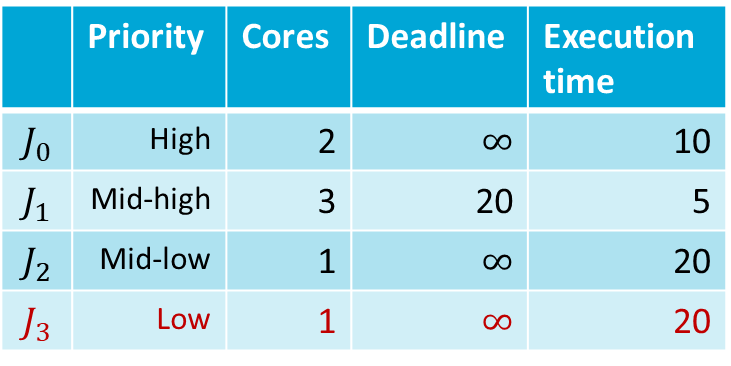 Priority Cores Deadline Execution time
J0 High 2 ∞ 10
J1 Mid-high 3 20 5
J2 Mid-low 1 ∞ 20
J3 Low 1 ∞ 20